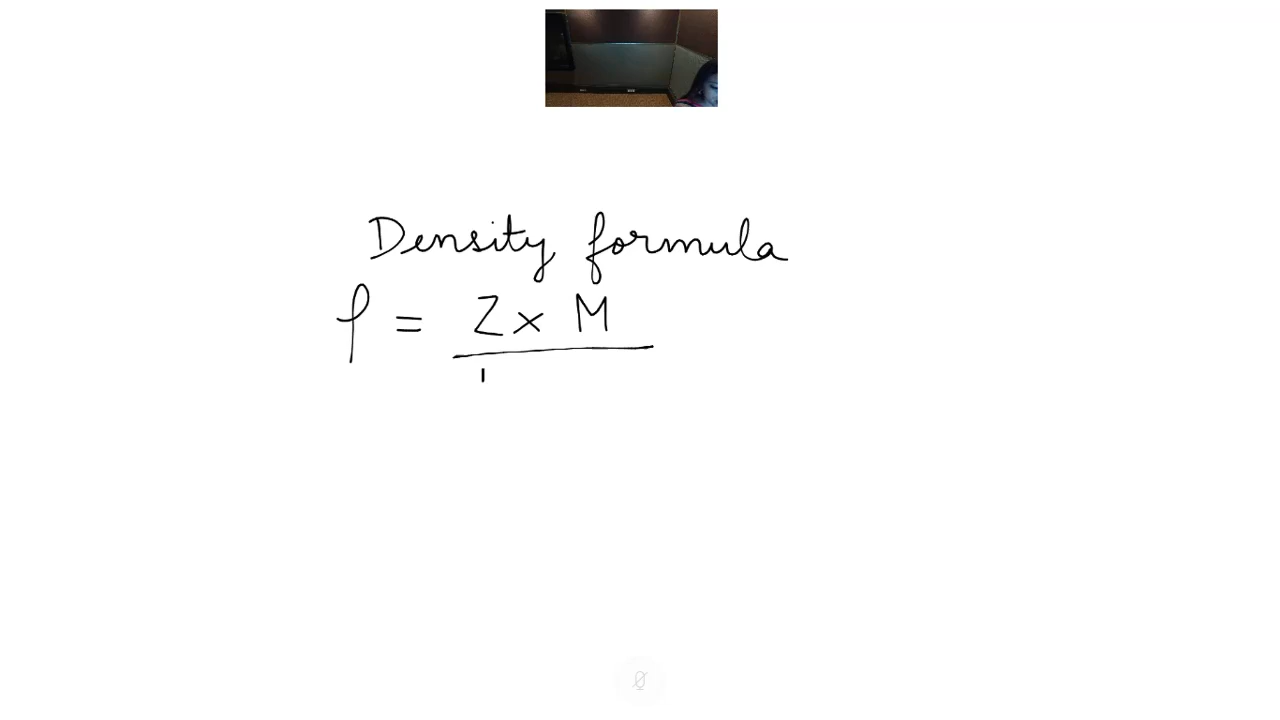 Density formula
ρ = Z × M